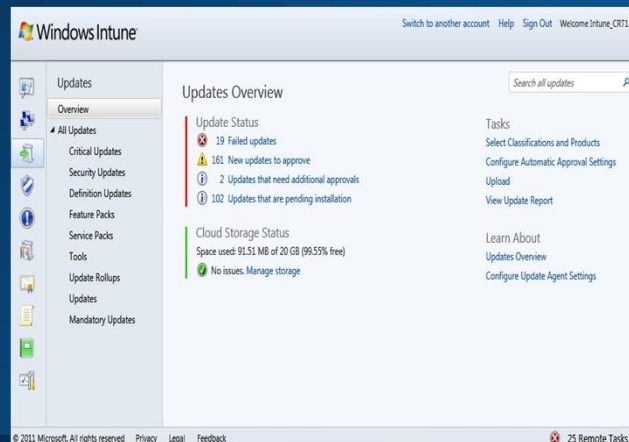 Windows Intune
Switch to another account Help Sign Out Welcome Intune_CRT1
Updates
Overview
All Updates
Critical Updates
Security Updates
Definition Updates
Feature Packs
Service Packs
Tools
Update Rollups
Updates
Mandatory Updates
Updates Overview
Search all updates
Update Status
19 Failed updates
161 New updates to approve
2 Updates that need additional approvals
102 Updates that are pending installation
Cloud Storage Status
Space used: 91.51 MB of 20 GB (99.55% free)
No issues. Manage storage
Tasks
Select Classifications and Products
Configure Automatic Approval Settings
Upload
View Update Report
Learn About
Updates Overview
Configure Update Agent Settings
© 2011 Microsoft. All rights reserved Privacy Legal Feedback
25 Remote Tasks